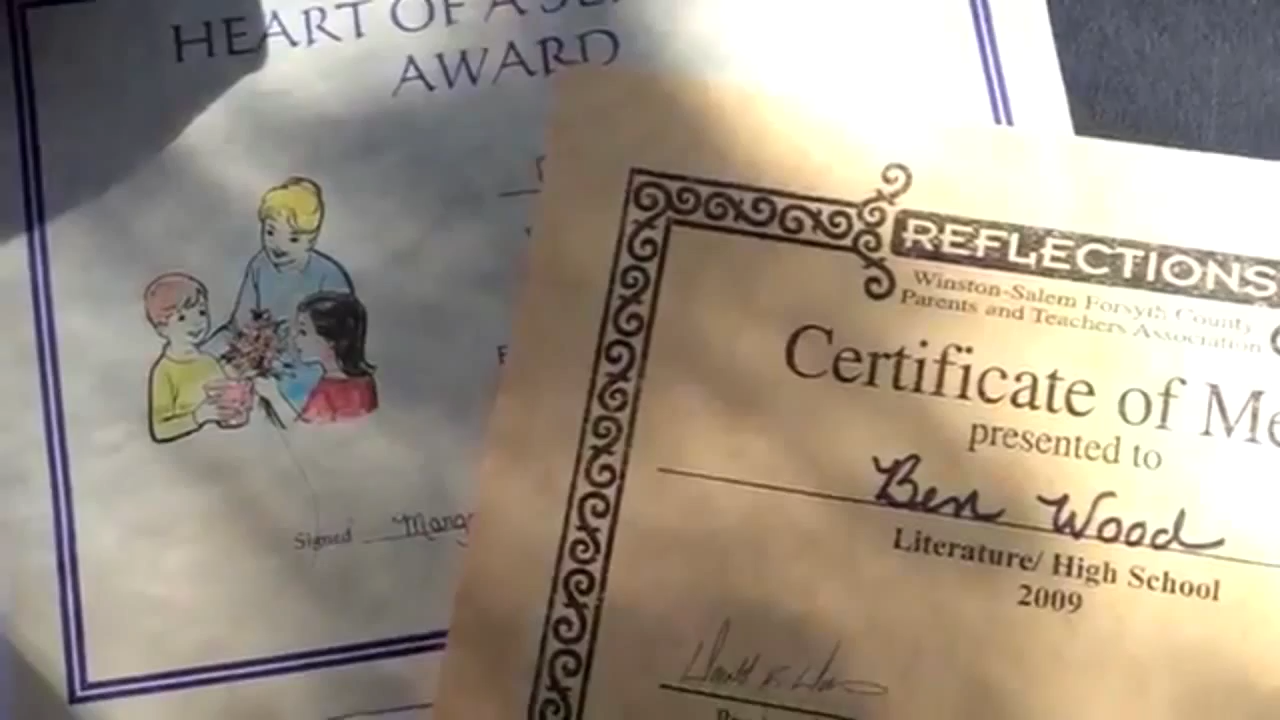 HEART OF A
AWARD
Signed
REFLECTIONS
Winston-Salem Forsyth County
Parents and Teachers Association
Certificate of
presented to
Ben Wood
Literature/ High School
2009